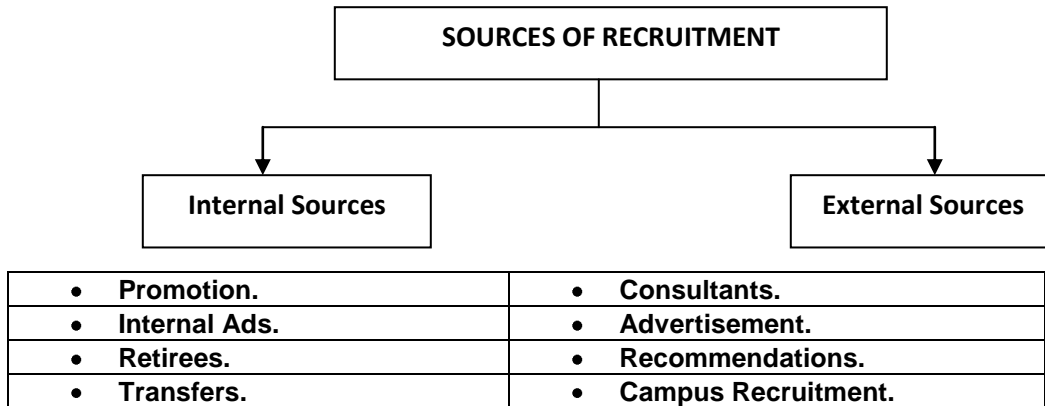 SOURCES OF RECRUITMENT
Internal Sources
External Sources
• Promotion.
• Consultants.
• Internal Ads.
• Advertisement.
• Retirees.
• Recommendations.
• Transfers.
• Campus Recruitment.